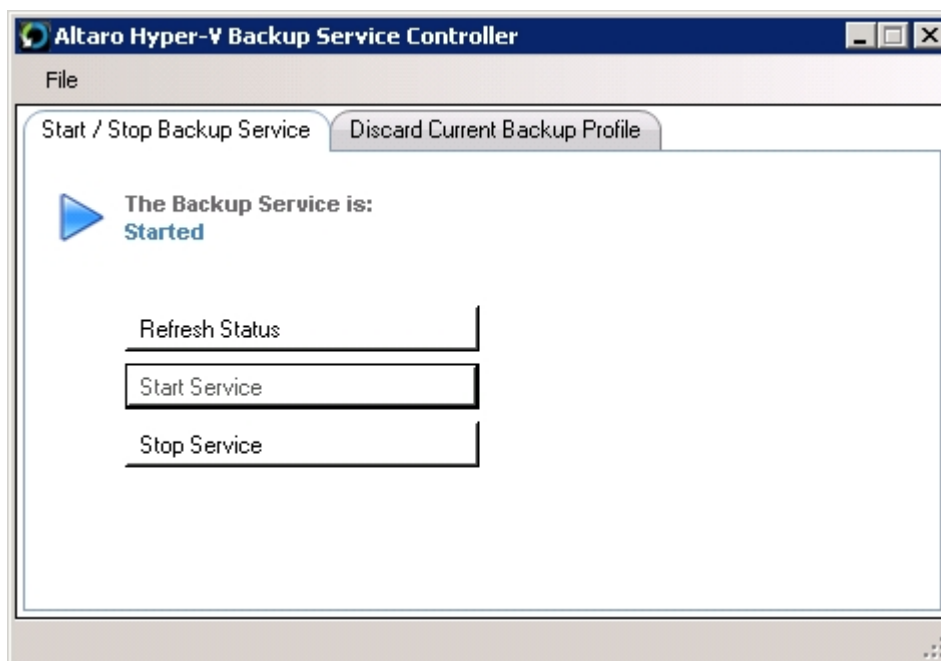 Altaro Hyper-V Backup Service Controller
File
Start / Stop Backup Service
Discard Current Backup Profile
The Backup Service is:
Started
Refresh Status
Start Service
Stop Service